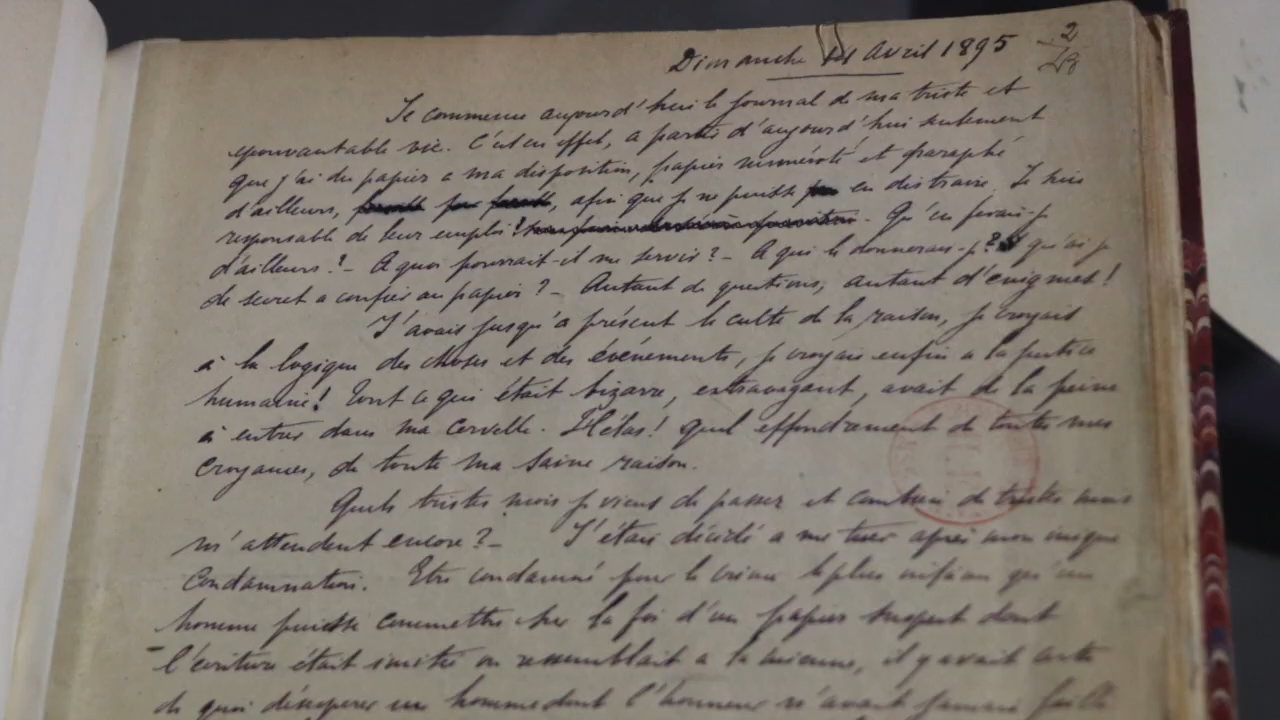 Dimanche 14 Avril 1895
2
Je commence aujourd'hui le journal de ma triste et
épouvantable vie. C'est en effet, à partir d'aujourd'hui seulement
que j'ai du papier à ma disposition, papier numéroté et paraphé
d'ailleurs, afin que je ne puisse en distraire. Je suis
responsable de leur emploi! Qu'en ferais-je
d'ailleurs? - A quoi pourrait-il me servir? - A qui le donnerais-je? qu'ai-je
de secret a confier au papier? - Autant de questions, autant d'enigmes!
J'avais jusqu'à présent le culte de la raison, je croyais
à la logique des choses et des événements, je croyais enfin a la justice
humaine! Tout ce qui était bizarre, extravagant, avait de la peine
à entrer dans ma cervelle. Hélas! quel effondrement de toutes mes
croyances, de toute ma saine raison.
Quels tristes mois je viens de passer et combien de tristes mois
m'attendent encore? - J'étais décidé a me tuer après mon inique
condamnation. Etre condamné pour le crime le plus infâme qu'un
homme puisse commettre sur la foi d'un papier suspect dont
l'écriture était imitée ou ressemblait a la mienne, il y avait certes
de quoi désespérer un homme dont l'honneur n'avait jamais failli